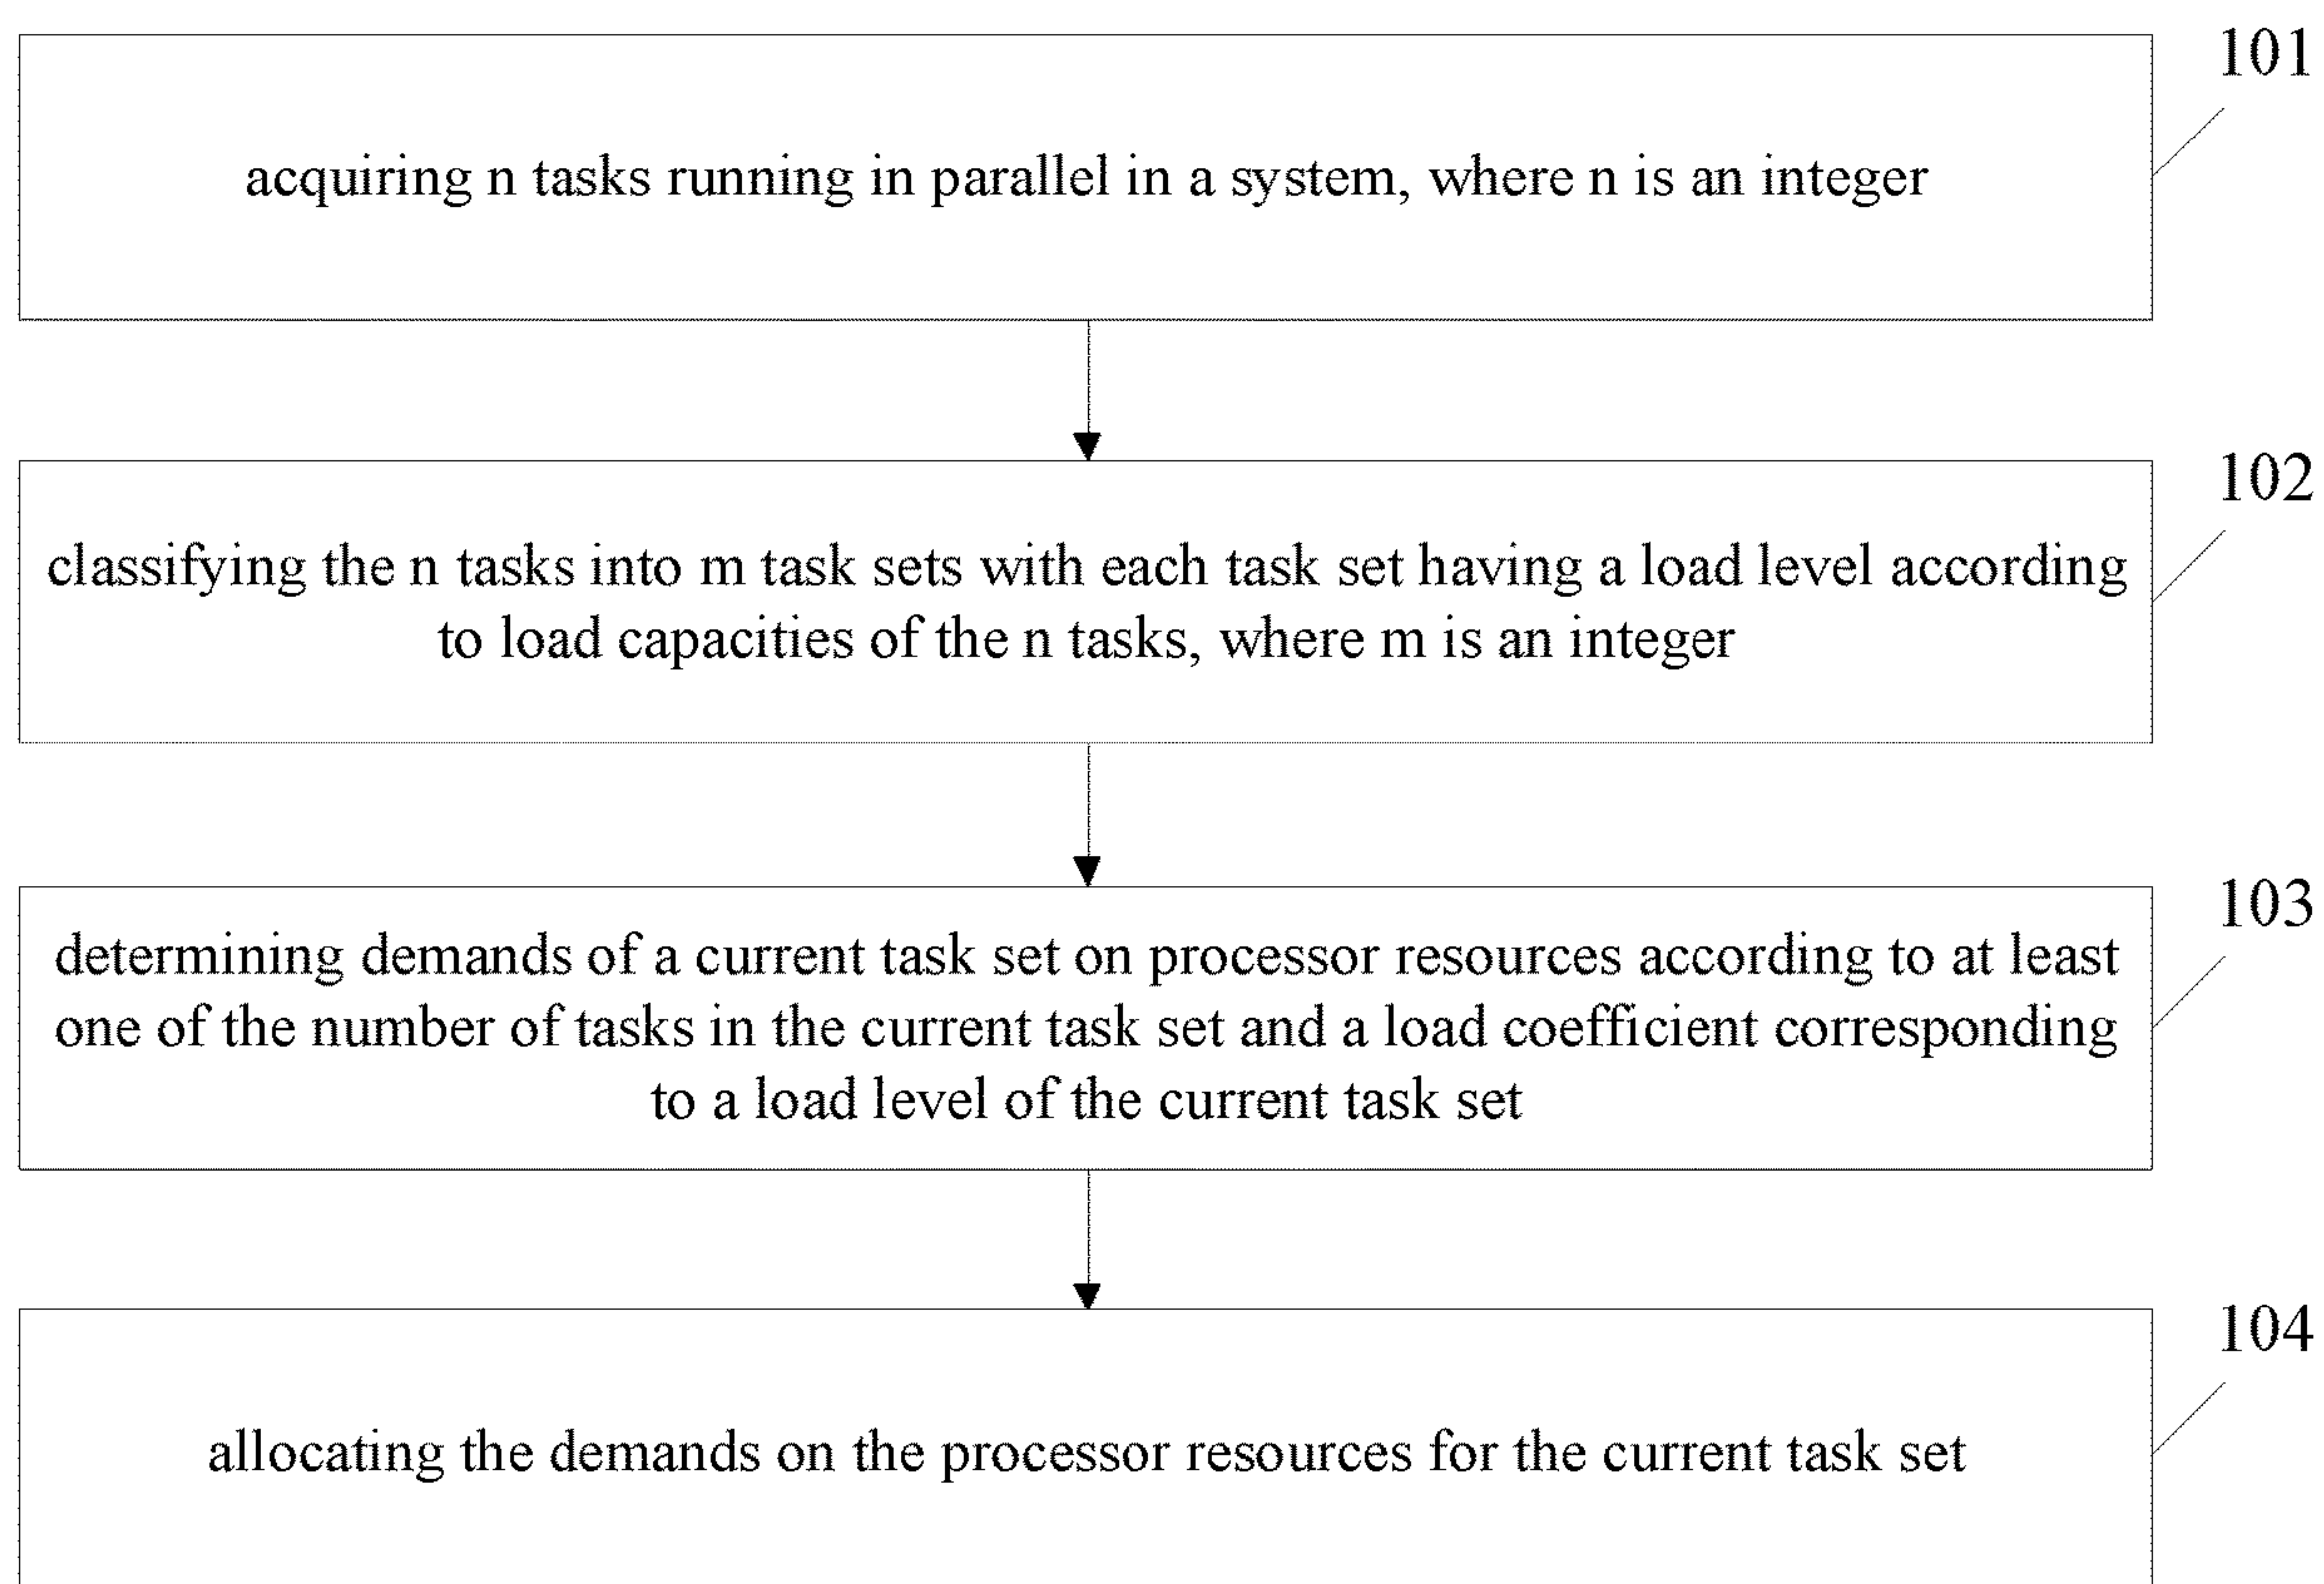 101
acquiring n tasks running in parallel in a system, where n is an integer
102
classifying the n tasks into m task sets with each task set having a load level according
to load capacities of the n tasks, where m is an integer
103
determining demands of a current task set on processor resources according to at least
one of the number of tasks in the current task set and a load coefficient corresponding
to a load level of the current task set
104
allocating the demands on the processor resources for the current task set